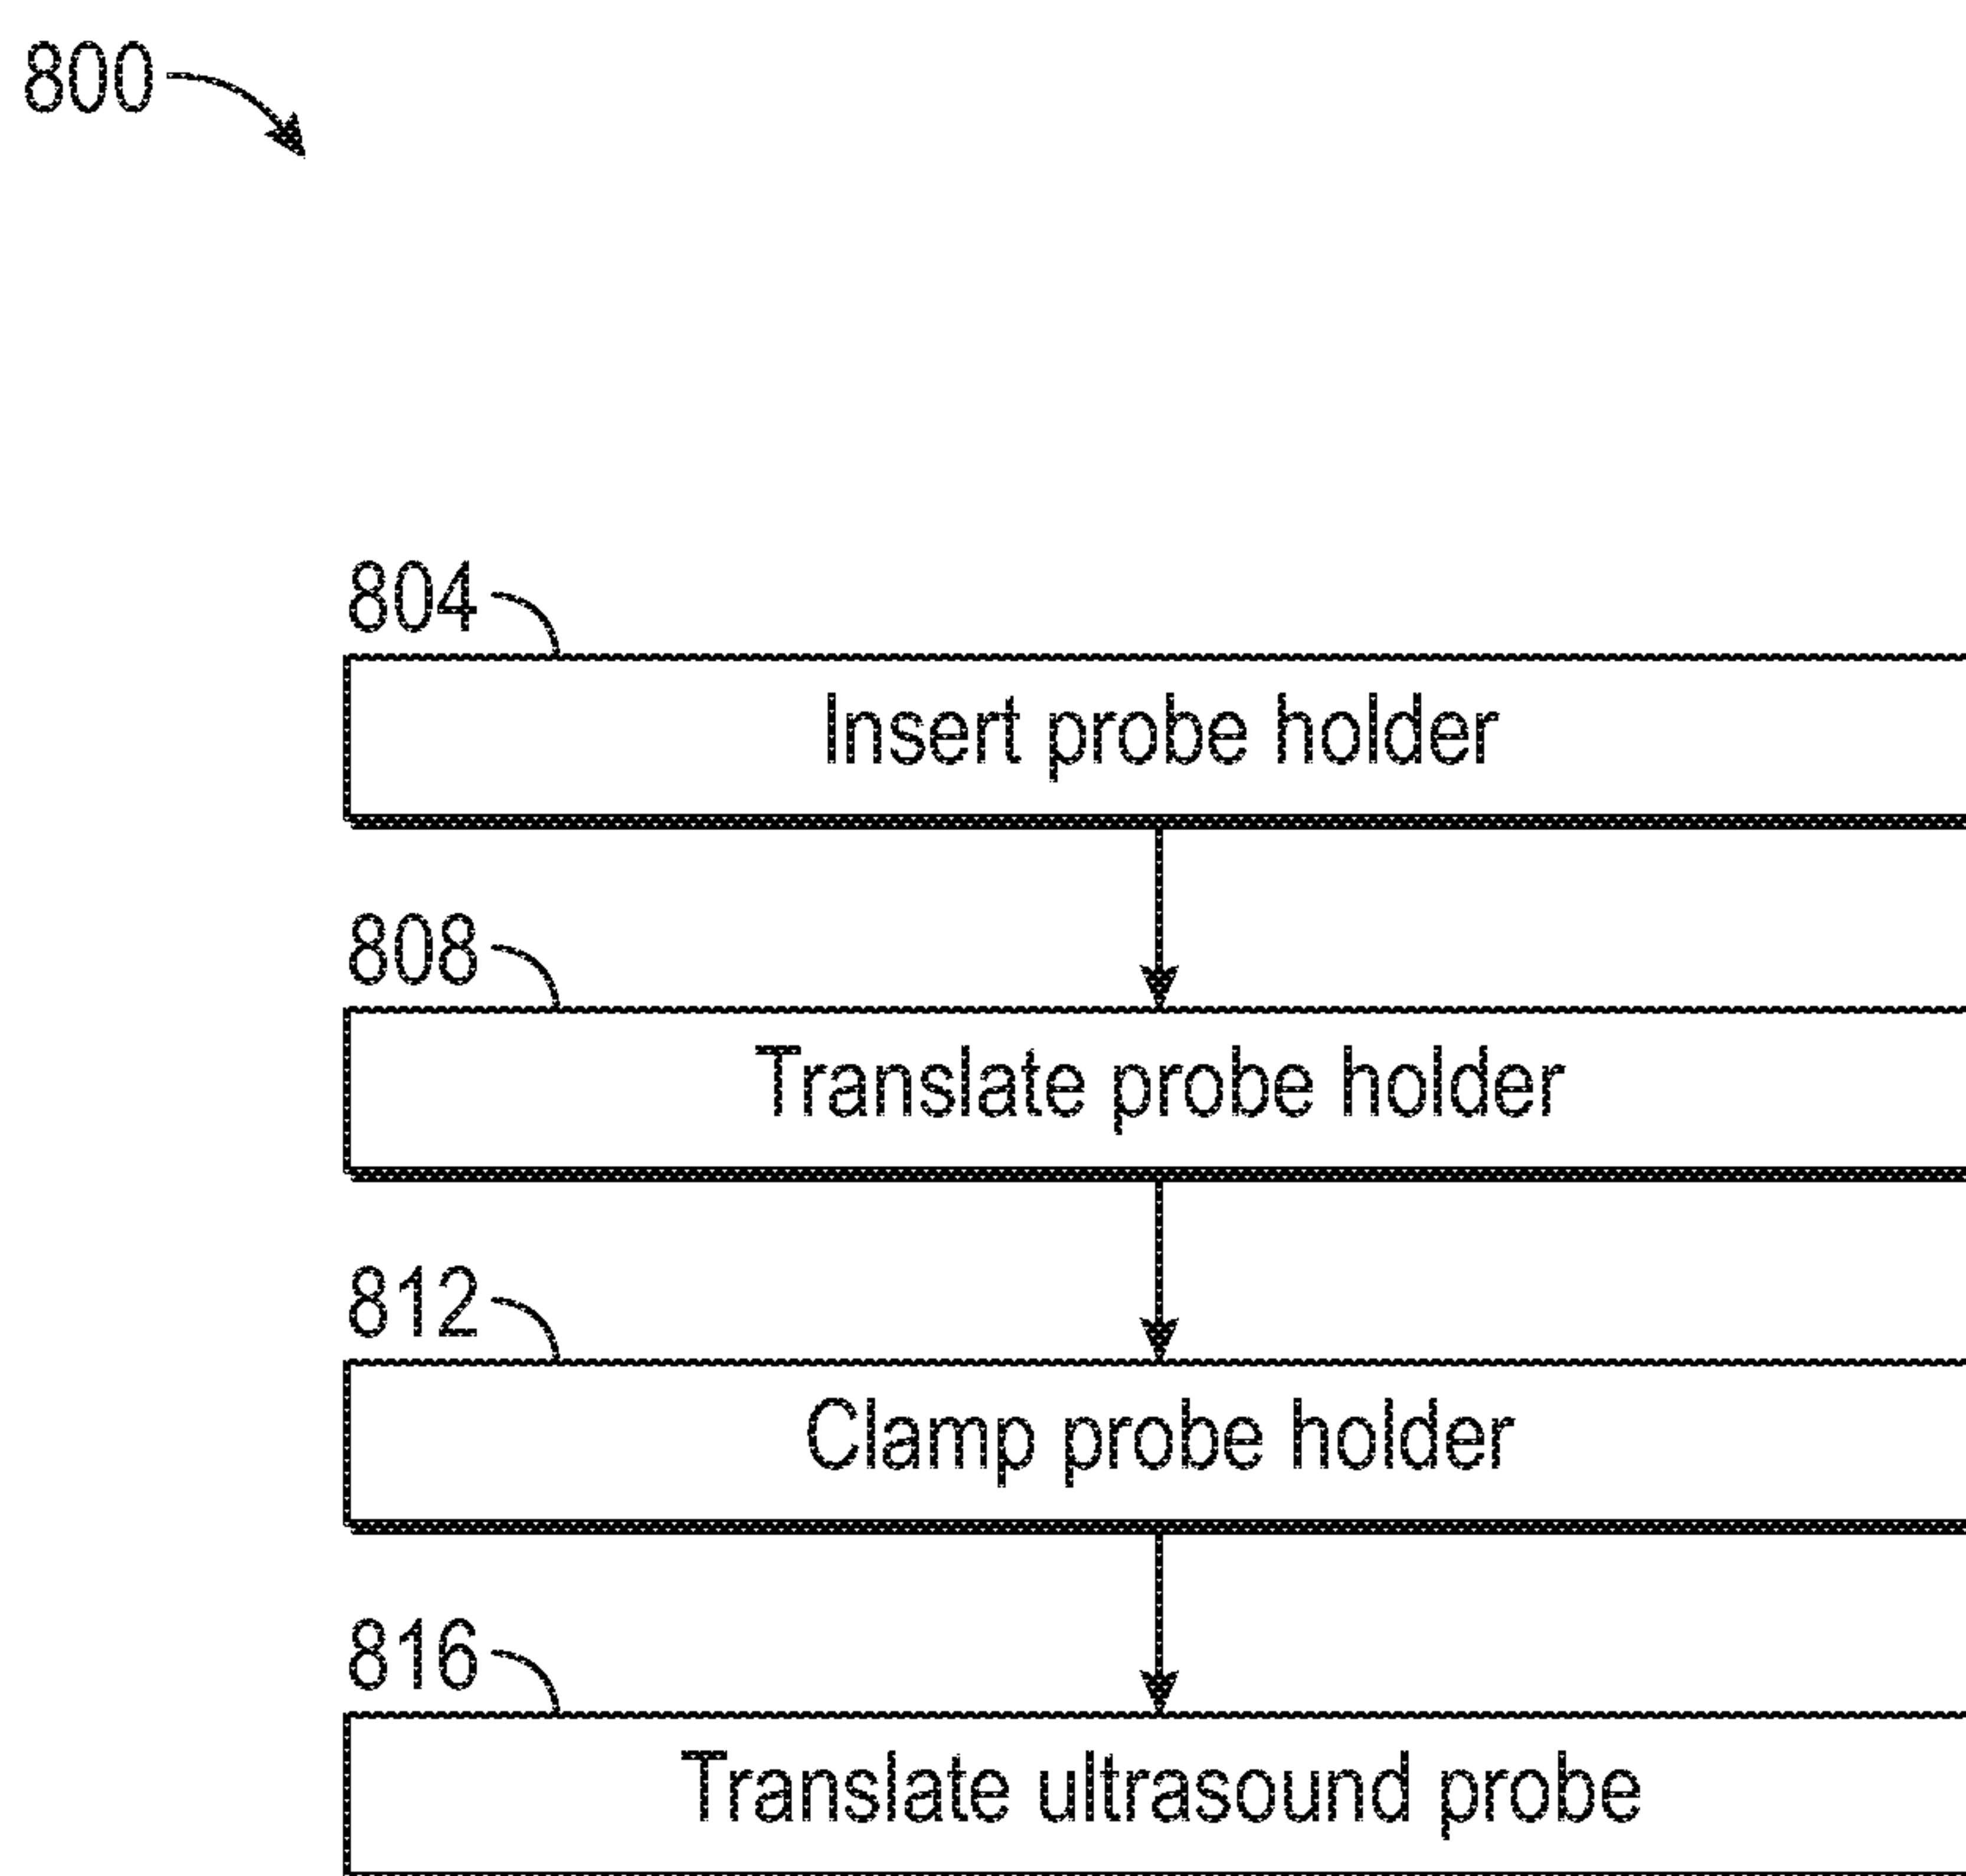 800
804
Insert probe holder
808
Translate probe holder
812
Clamp probe holder
816
Translate ultrasound probe